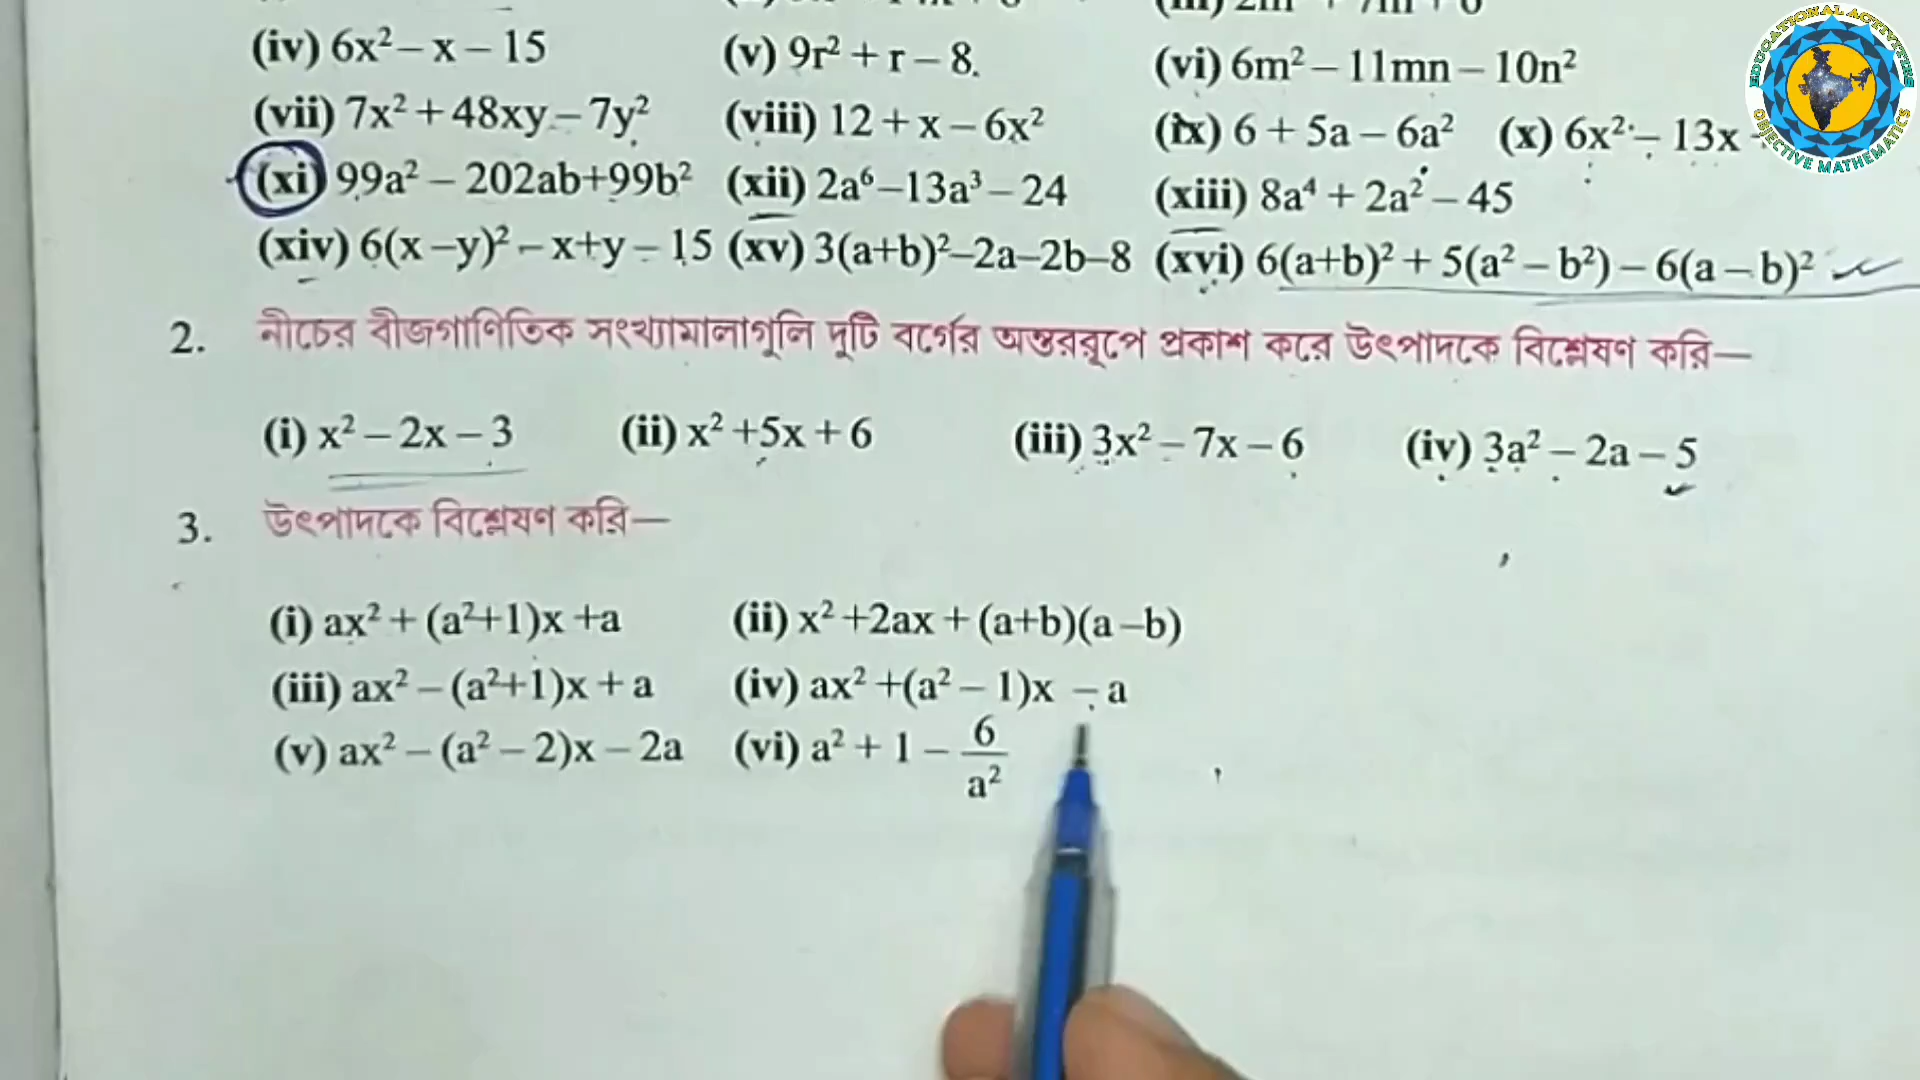 (iv) 6x² – x – 15 (v) 9r² + r – 8 (vi) 6m² – 11mn – 10n²
(vii) 7x² + 48xy – 7y² (viii) 12 + x – 6x² (ix) 6 + 5a – 6a² (x) 6x² – 13x
(xi) 99a² – 202ab+99b² (xii) 2a⁶–13a³ – 24 (xiii) 8a⁴ + 2a² – 45
(xiv) 6(x –y)² – x+y – 15 (xv) 3(a+b)²–2a–2b–8 (xvi) 6(a+b)² + 5(a² – b²) – 6(a – b)²
2. নীচের বীজগাণিতিক সংখ্যামালাগুলি দুটি বর্গের অন্তররূপে প্রকাশ করে উৎপাদকে বিশ্লেষণ করি—
(i) x² – 2x – 3 (ii) x² +5x + 6 (iii) 3x² – 7x – 6 (iv) 3a² – 2a – 5
3. উৎপাদকে বিশ্লেষণ করি—
(i) ax² + (a²+1)x +a (ii) x² +2ax + (a+b)(a –b)
(iii) ax² – (a²+1)x + a (iv) ax² +(a² – 1)x – a
(v) ax² – (a² – 2)x – 2a (vi) a² + 1 – 6/a²
EDUCATIONAL ACTIVITIES
OBJECTIVE MATHEMATICS